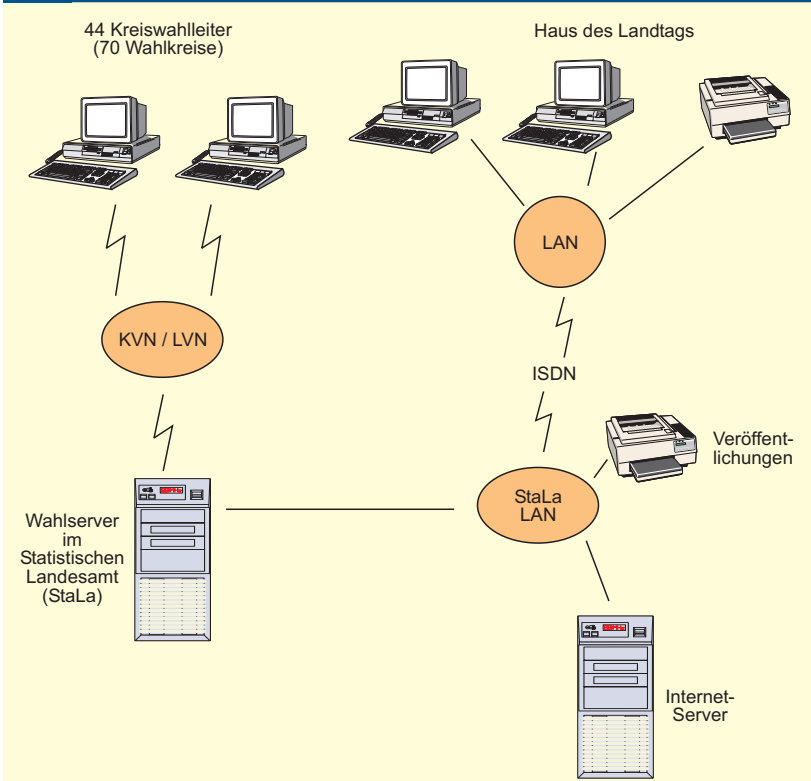 44 Kreiswahlleiter
(70 Wahlkreise)
Haus des Landtags
LAN
KVN / LVN
ISDN
Veröffent-
lichungen
StaLa
LAN
Wahlserver
im
Statistischen
Landesamt
(StaLa)
Internet-
Server